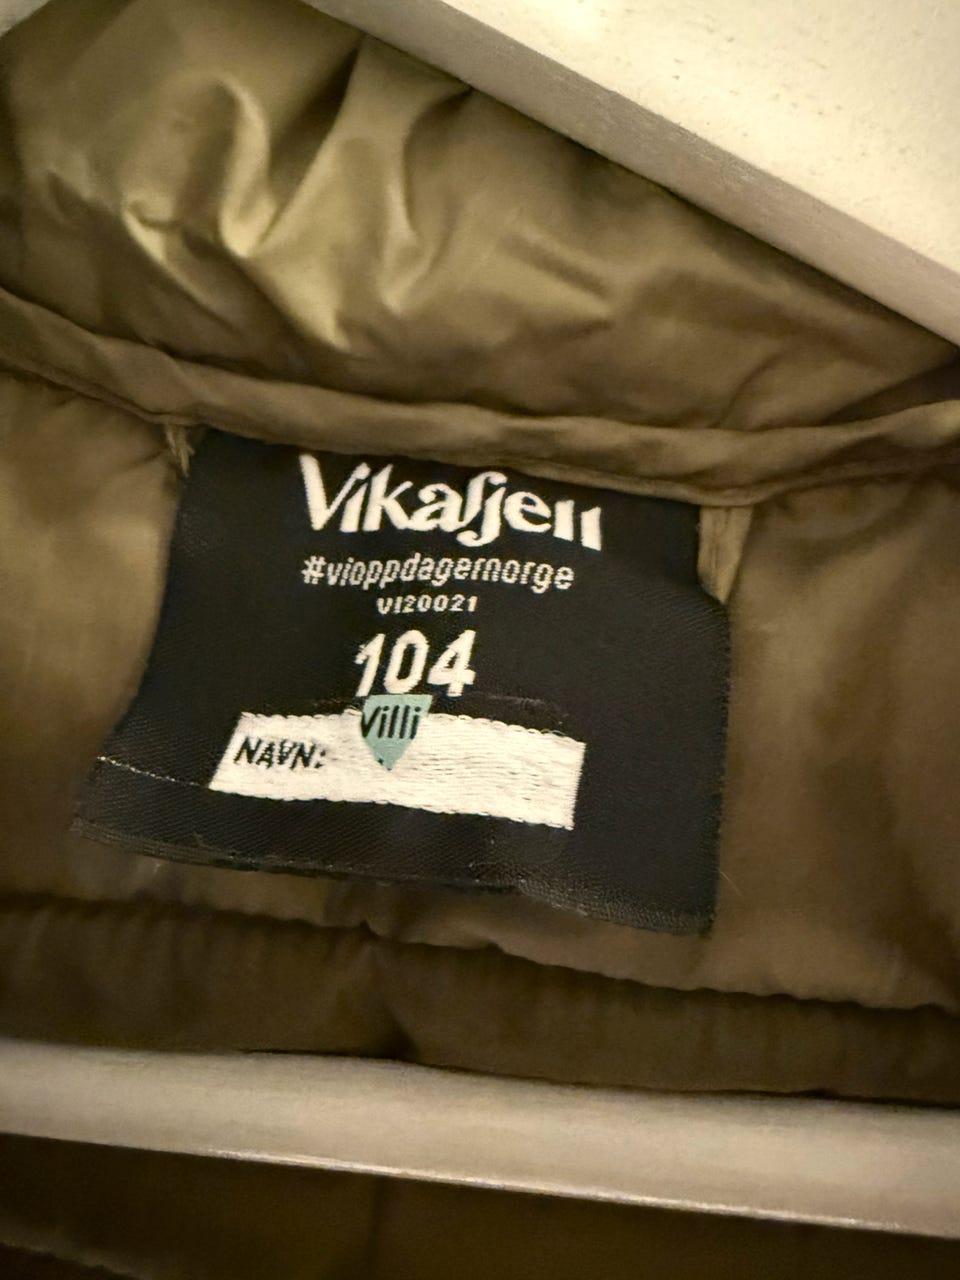 Vikafjell
#vioppdagernorge
VI20021
104
Villi
NAVN: